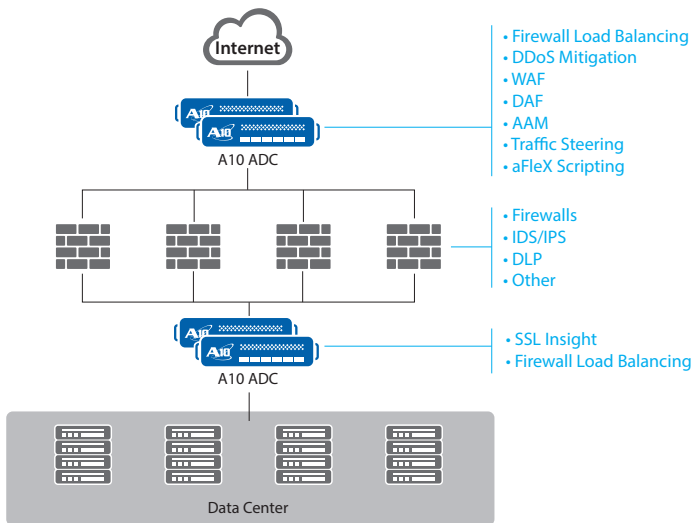 Internet
• Firewall Load Balancing
• DDoS Mitigation
• WAF
• DAF
• AAM
• Traffic Steering
• aFleX Scripting
A10
A10
A10 ADC
• Firewalls
• IDS/IPS
• DLP
• Other
A10
A10
A10 ADC
• SSL Insight
• Firewall Load Balancing
Data Center